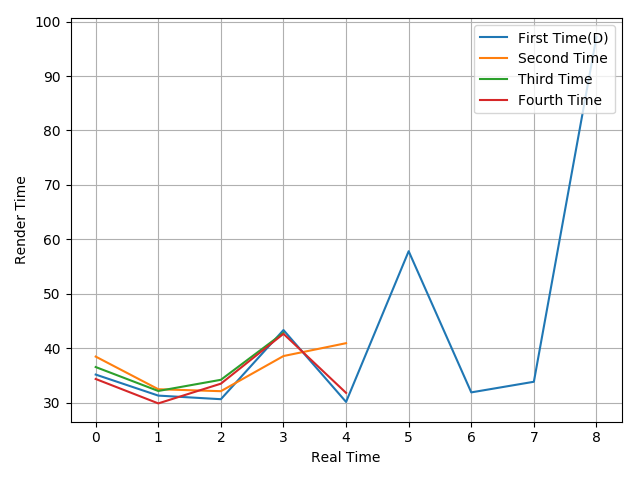 100
90
80
70
60
50
40
30
Render Time
0 1 2 3 4 5 6 7 8
Real Time
First Time(D)
Second Time
Third Time
Fourth Time